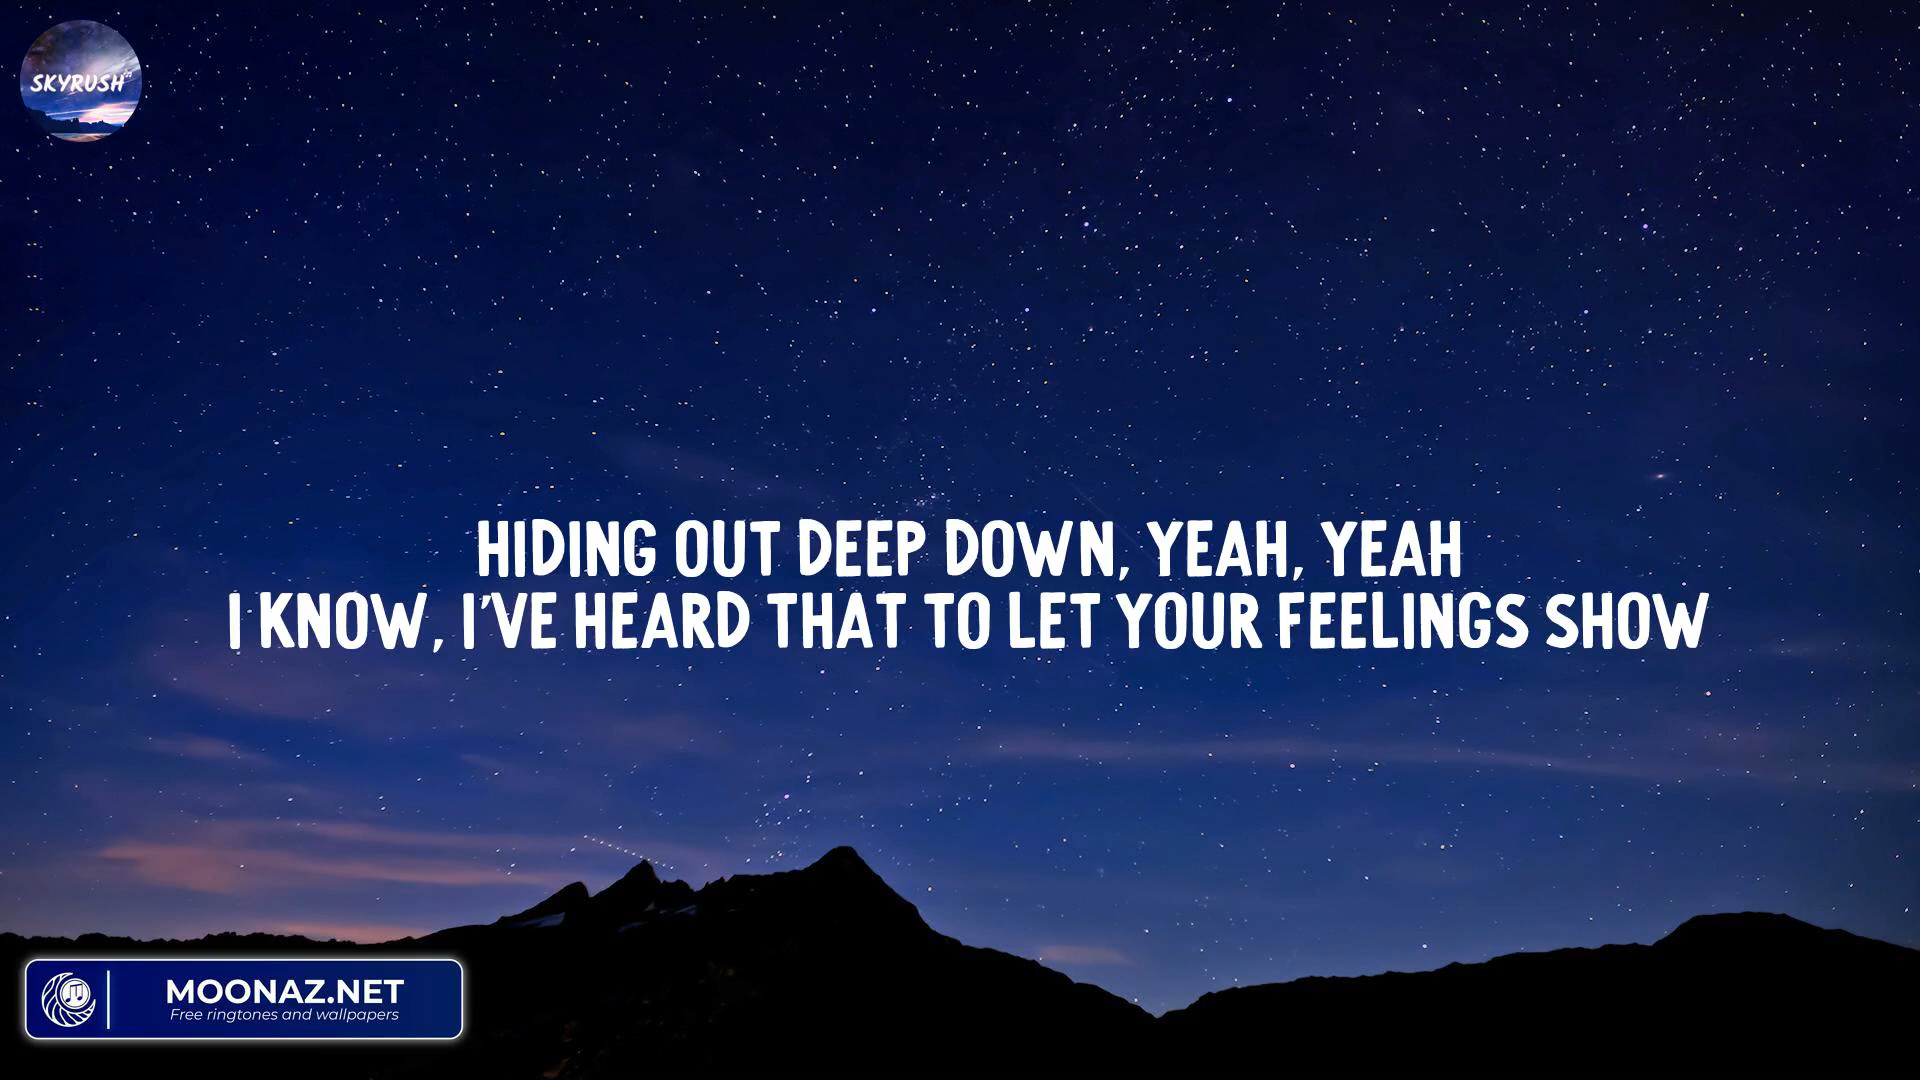 SKYRUSH
HIDING OUT DEEP DOWN, YEAH, YEAH
I KNOW, I'VE HEARD THAT TO LET YOUR FEELINGS SHOW
MOONAZ.NET
Free ringtones and wallpapers